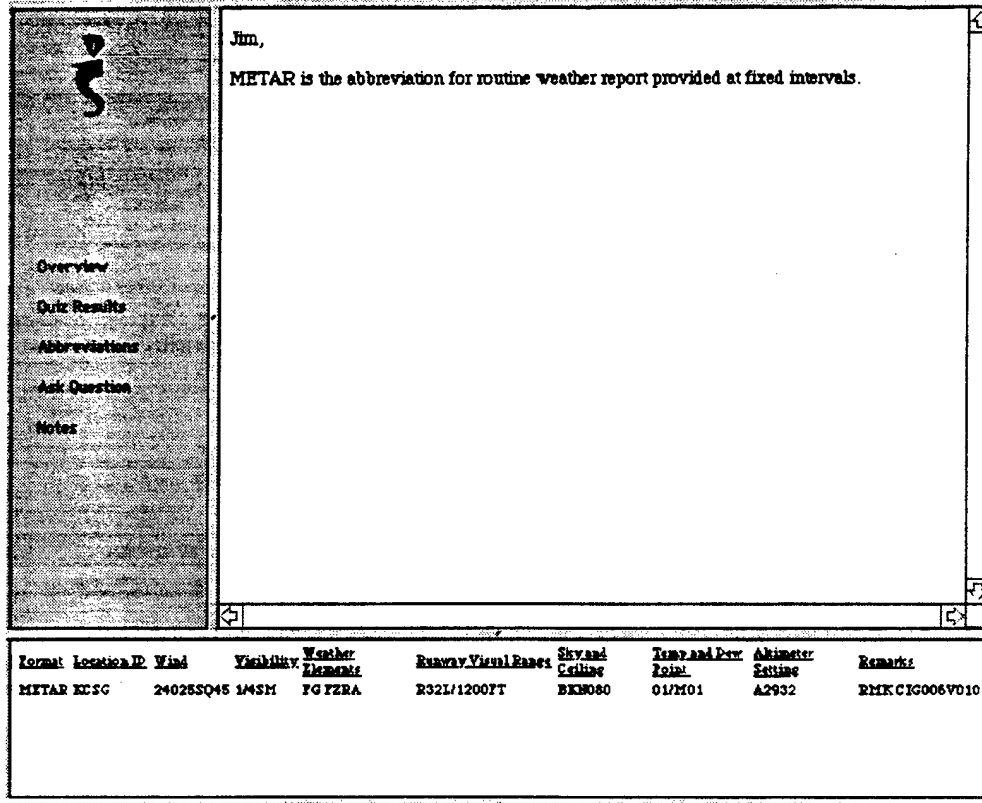 Jim,
METAR is the abbreviation for routine weather report provided at fixed intervals.
Overview
Quiz Results
Abbreviations
Ask Question
Notes
Format Location ID Wind Visibility Weather Elements Runway Visual Range Sky and Ceiling Temp and Dew Point Altimeter Setting Remarks
METAR KCSG 24025SQ45 1/4SM FG FZRA R32L/1200FT BKN080 01/M01 A2932 RMK CIG006V010